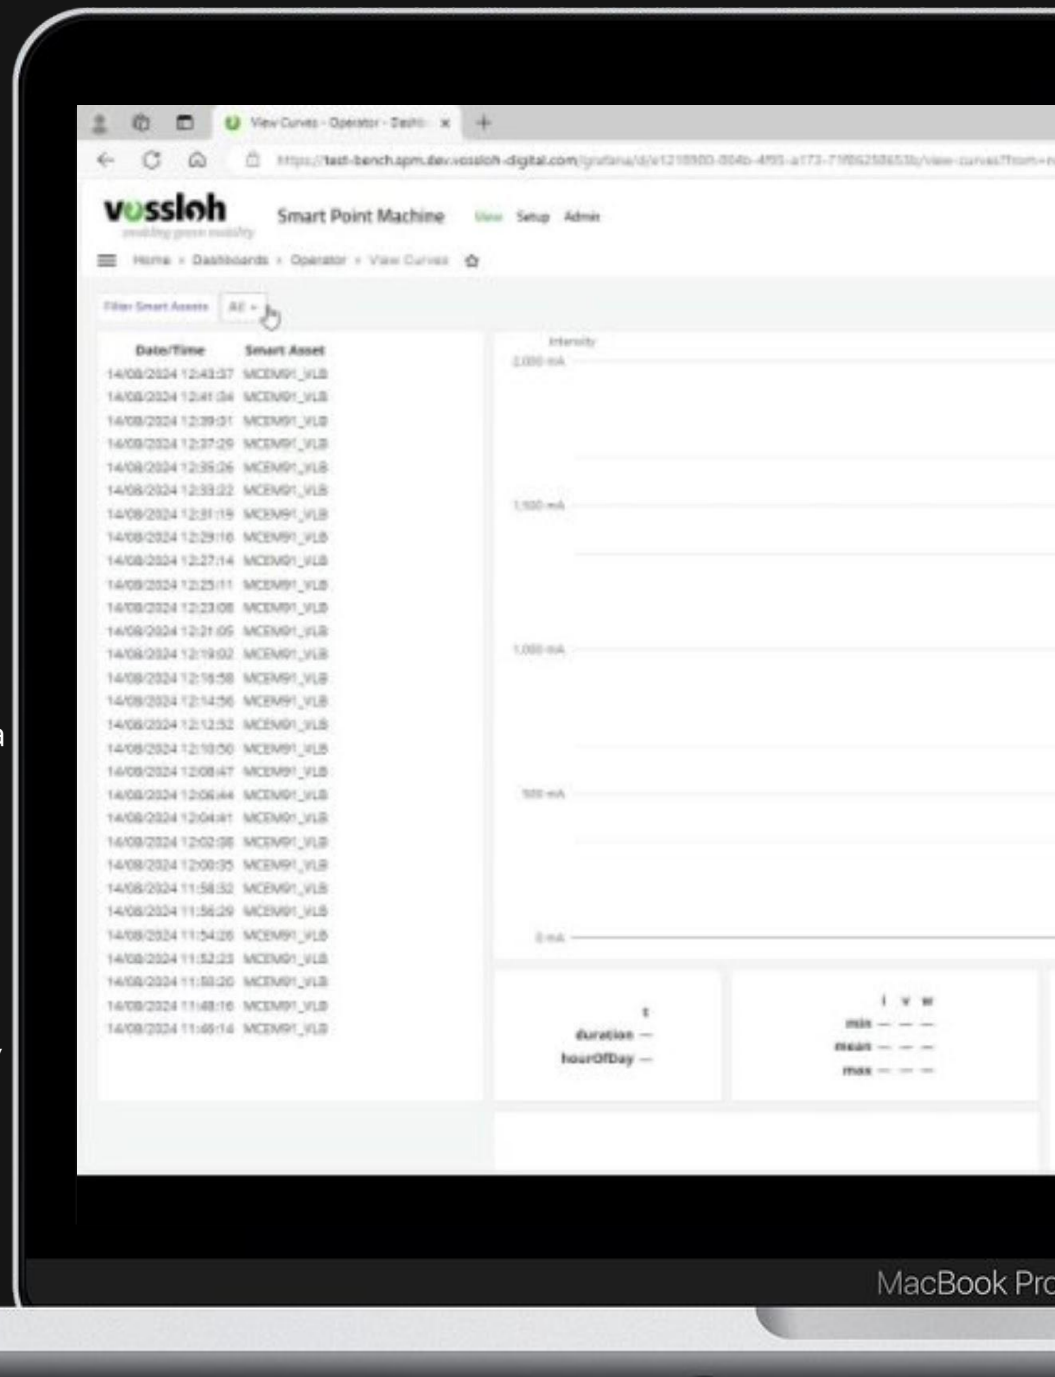 View Curves - Operator - Dashb
vossloh
enabling green mobility
Smart Point Machine View Setup Admin
Home Dashboards Operator View Curves
Filter Smart Assets All
Date/Time Smart Asset
14/08/2024 12:43:37 MCEM91_VLB
14/08/2024 12:41:34 MCEM91_VLB
14/08/2024 12:39:31 MCEM91_VLB
14/08/2024 12:37:29 MCEM91_VLB
14/08/2024 12:35:26 MCEM91_VLB
14/08/2024 12:33:22 MCEM91_VLB
14/08/2024 12:31:19 MCEM91_VLB
14/08/2024 12:29:16 MCEM91_VLB
14/08/2024 12:27:14 MCEM91_VLB
14/08/2024 12:25:11 MCEM91_VLB
14/08/2024 12:23:08 MCEM91_VLB
14/08/2024 12:21:05 MCEM91_VLB
14/08/2024 12:19:02 MCEM91_VLB
14/08/2024 12:16:58 MCEM91_VLB
14/08/2024 12:14:56 MCEM91_VLB
14/08/2024 12:12:52 MCEM91_VLB
14/08/2024 12:10:50 MCEM91_VLB
14/08/2024 12:08:47 MCEM91_VLB
14/08/2024 12:06:44 MCEM91_VLB
14/08/2024 12:04:41 MCEM91_VLB
14/08/2024 12:02:38 MCEM91_VLB
14/08/2024 12:00:35 MCEM91_VLB
14/08/2024 11:58:32 MCEM91_VLB
14/08/2024 11:56:29 MCEM91_VLB
14/08/2024 11:54:26 MCEM91_VLB
14/08/2024 11:52:23 MCEM91_VLB
14/08/2024 11:50:20 MCEM91_VLB
14/08/2024 11:48:16 MCEM91_VLB
14/08/2024 11:46:14 MCEM91_VLB
Intensity
2,000 mA
1,500 mA
1,000 mA
500 mA
0 mA
t
duration —
hourOfDay —
i v w
min — — —
mean — — —
max — — —
MacBook Pro